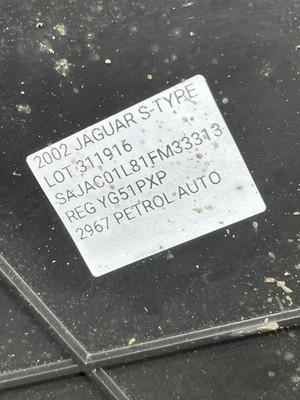 2002 JAGUAR S-TYPE
LOT 311916
SAJAC01L81FM33313
REG YG51PXP
2967 PETROL AUTO